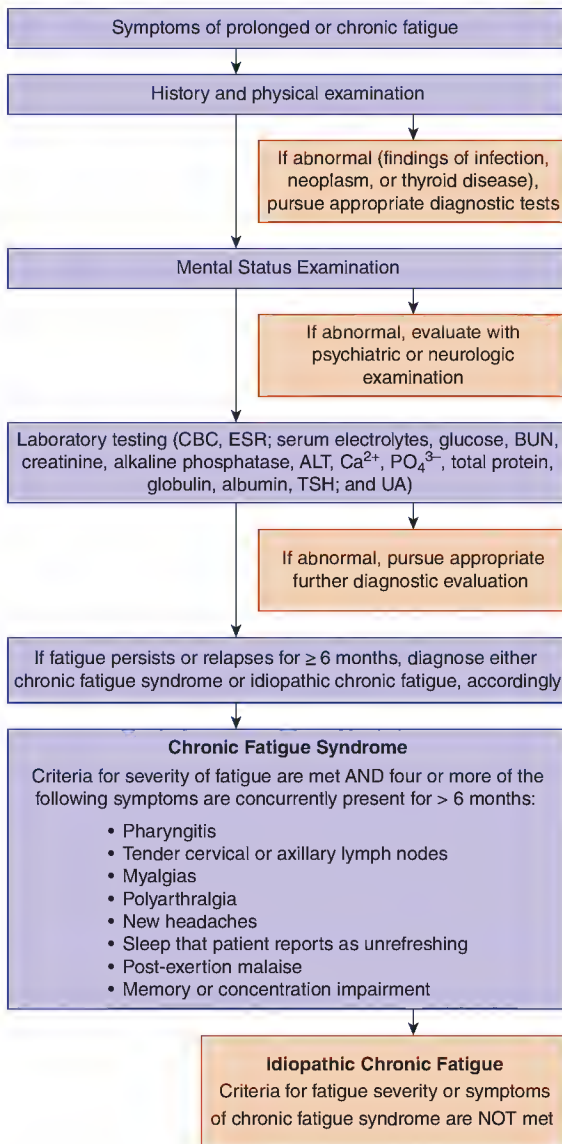 Symptoms of prolonged or chronic fatigue
History and physical examination
If abnormal (findings of infection,
neoplasm, or thyroid disease),
pursue appropriate diagnostic tests
Mental Status Examination
If abnormal, evaluate with
psychiatric or neurologic
examination
Laboratory testing (CBC, ESR; serum electrolytes, glucose, BUN,
creatinine, alkaline phosphatase, ALT, Ca²⁺, PO₄³⁻, total protein,
globulin, albumin, TSH; and UA)
If abnormal, pursue appropriate
further diagnostic evaluation
If fatigue persists or relapses for ≥ 6 months, diagnose either
chronic fatigue syndrome or idiopathic chronic fatigue, accordingly
Chronic Fatigue Syndrome
Criteria for severity of fatigue are met AND four or more of the
following symptoms are concurrently present for > 6 months:
• Pharyngitis
• Tender cervical or axillary lymph nodes
• Myalgias
• Polyarthralgia
• New headaches
• Sleep that patient reports as unrefreshing
• Post-exertion malaise
• Memory or concentration impairment
Idiopathic Chronic Fatigue
Criteria for fatigue severity or symptoms
of chronic fatigue syndrome are NOT met